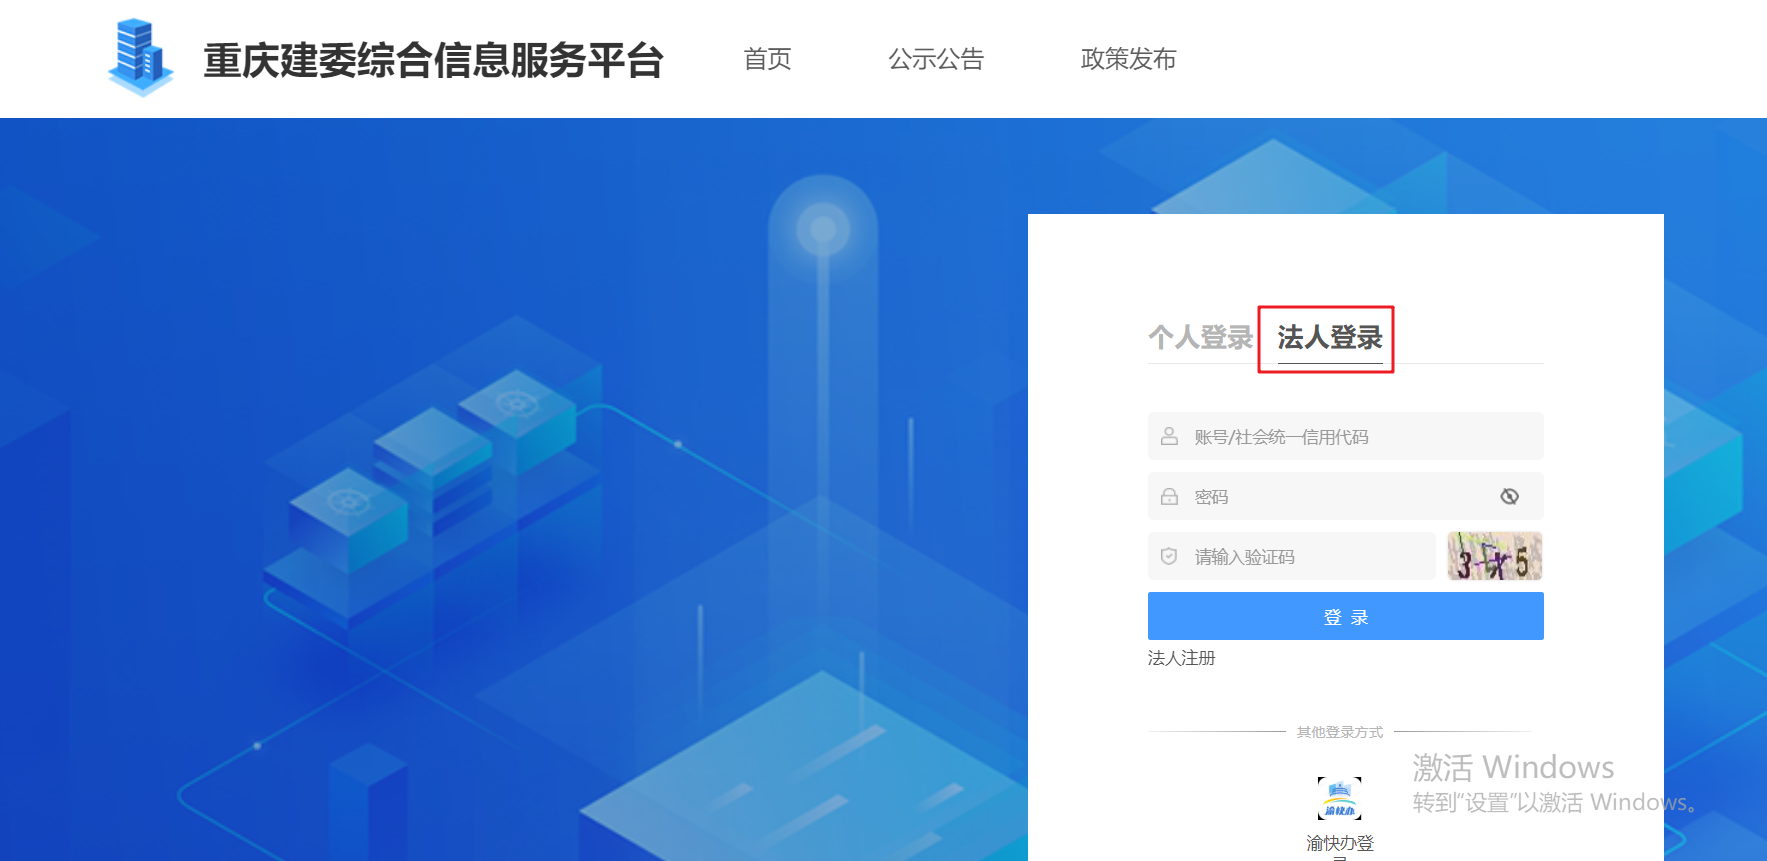 重庆建委综合信息服务平台
首页
公示公告
政策发布
个人登录
法人登录
账号/社会统一信用代码
密码
请输入验证码
登 录
法人注册
其他登录方式
渝快办
渝快办登
激活 Windows
转到"设置"以激活 Windows。